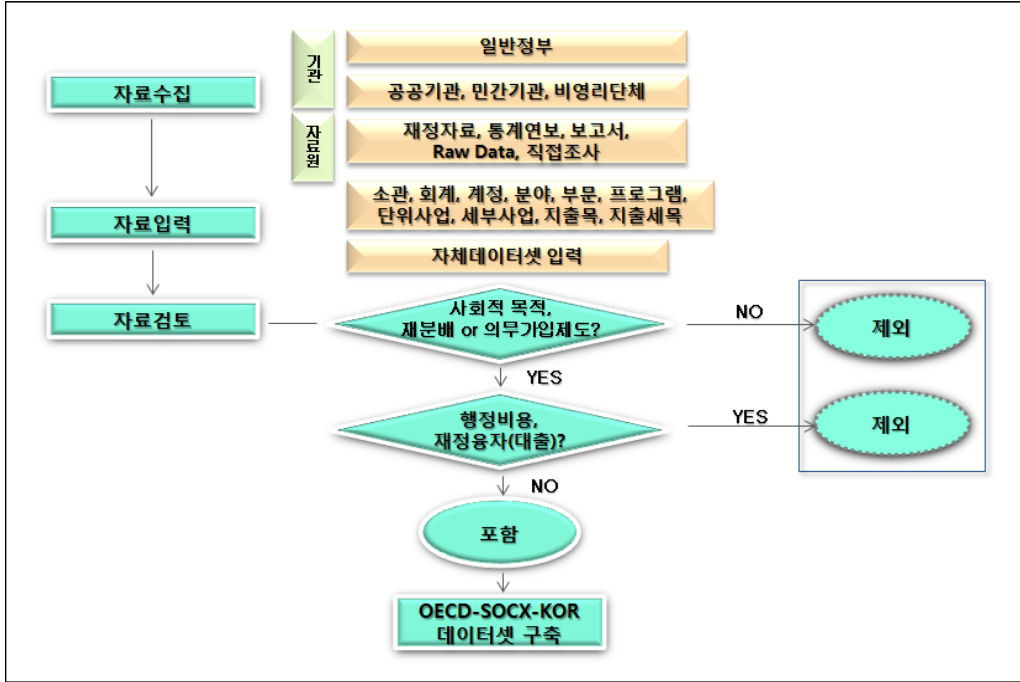 기관
일반정부
자료수집
공공기관, 민간기관, 비영리단체
자료원
재정자료, 통계연보, 보고서,
Raw Data, 직접조사
자료입력
소관, 회계, 계정, 분야, 부문, 프로그램,
단위사업, 세부사업, 지출목, 지출세목
자체데이터셋 입력
자료검토
사회적 목적,
재분배 or 의무가입제도?
NO
제외
YES
행정비용,
재정융자(대출)?
YES
제외
NO
포함
OECD-SOCX-KOR
데이터셋 구축